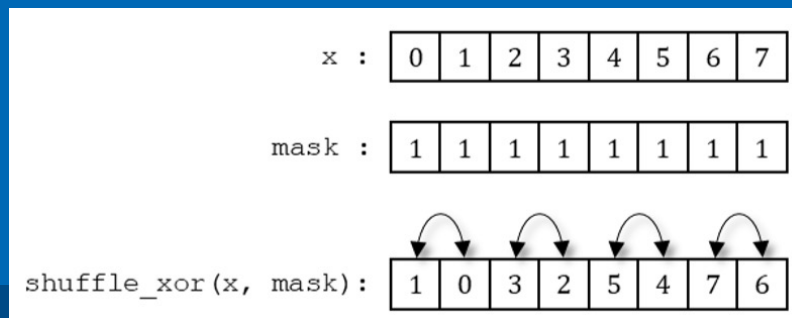 x : 0 1 2 3 4 5 6 7
mask : 1 1 1 1 1 1 1 1
shuffle_xor(x, mask): 1 0 3 2 5 4 7 6